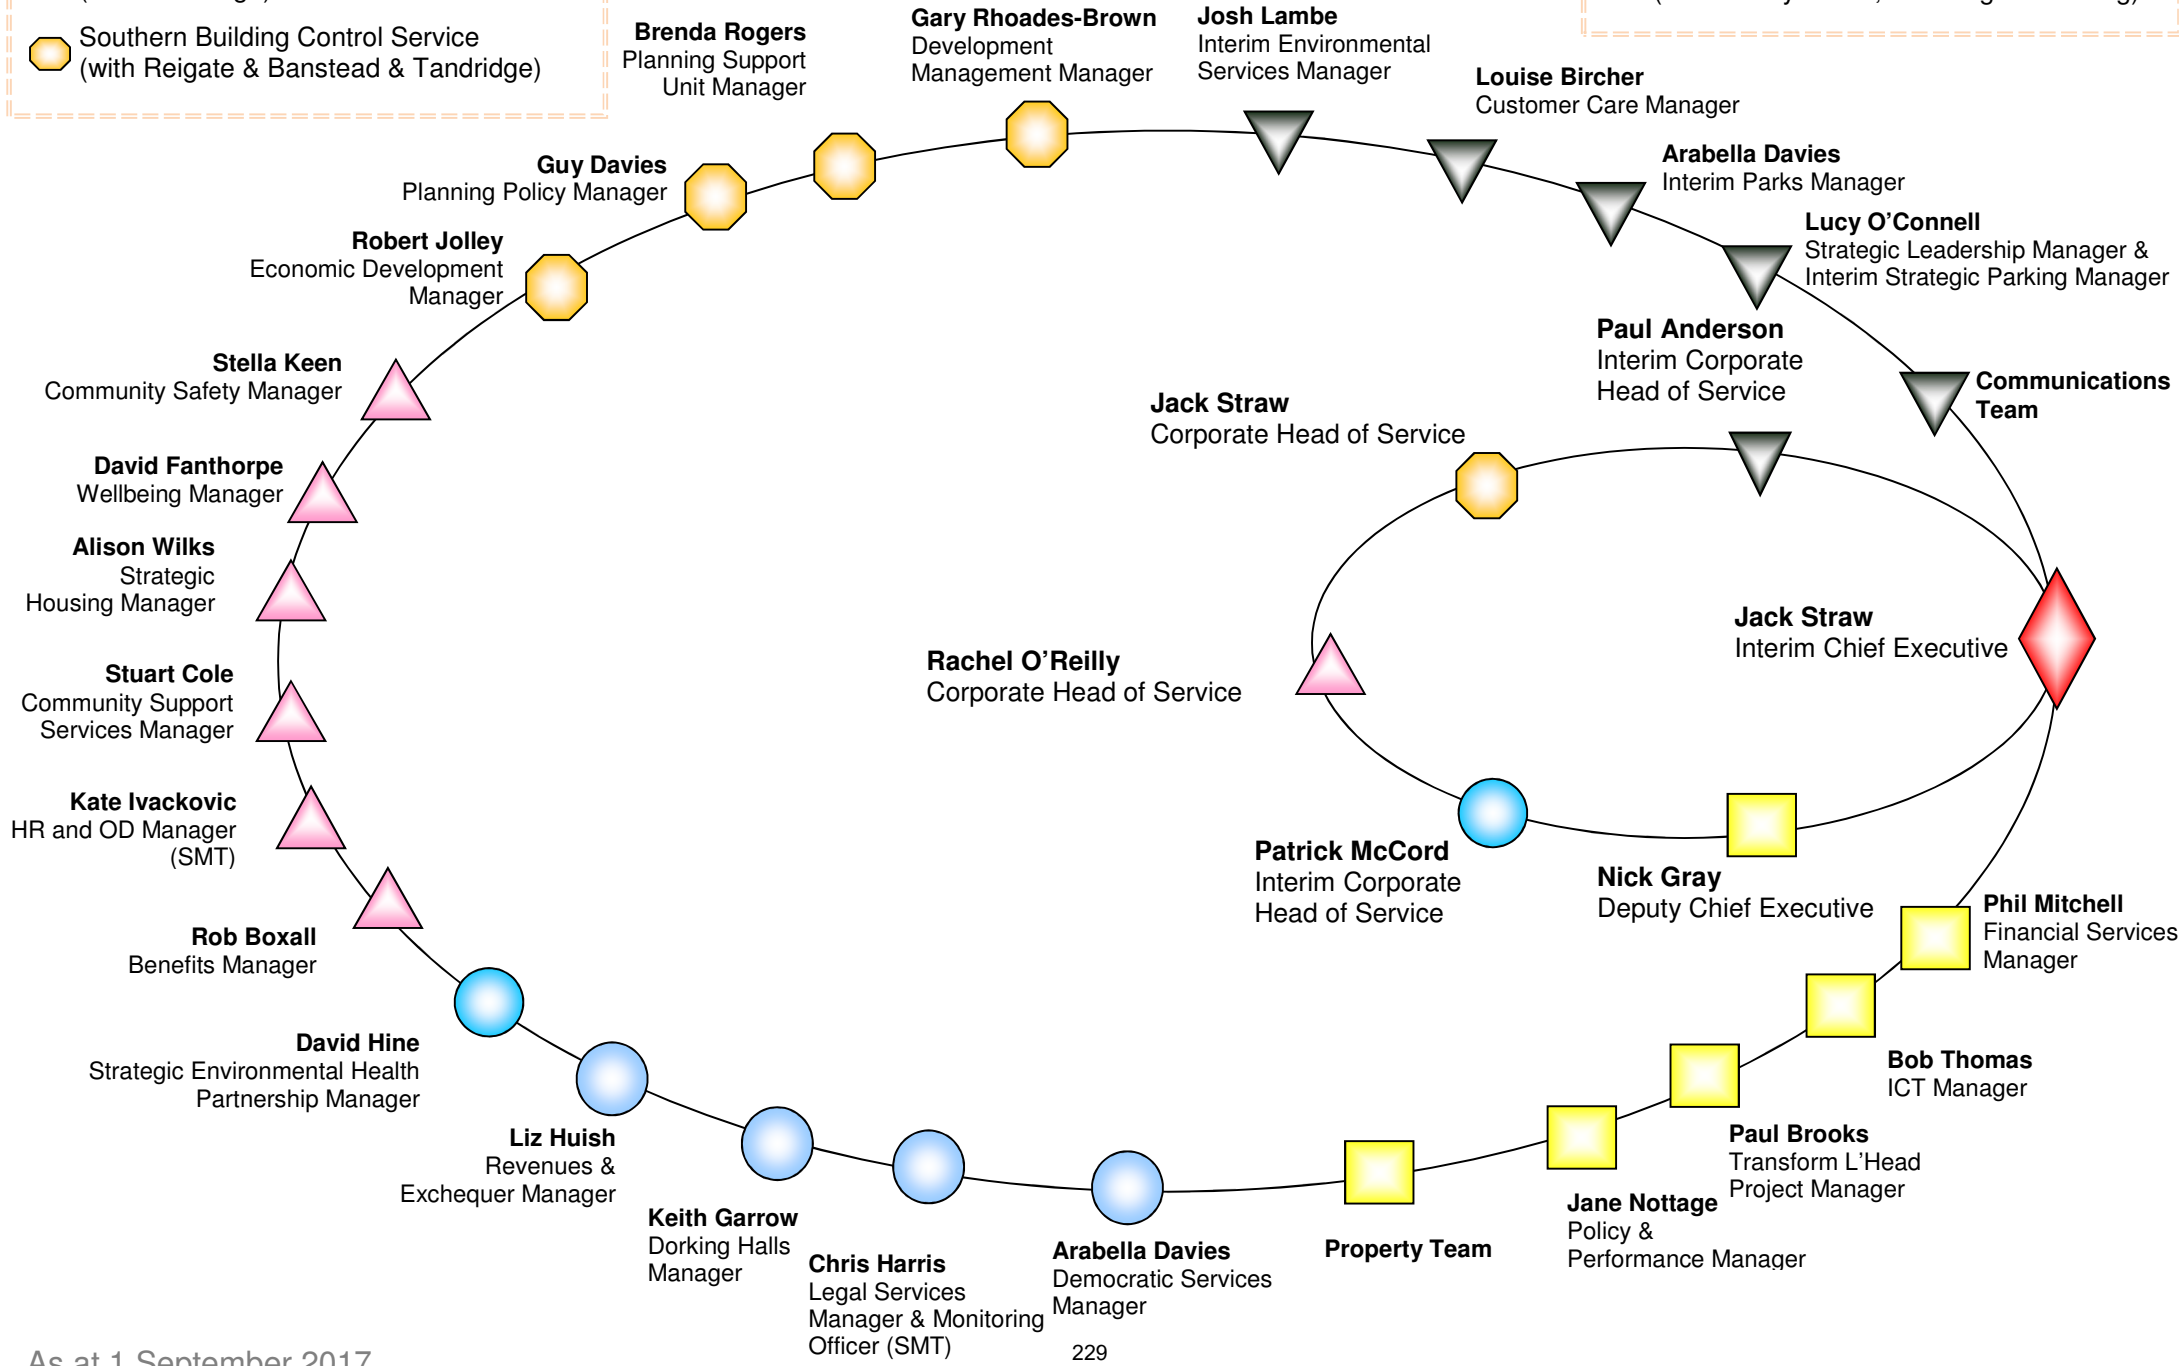 Southern Building Control Service
(with Reigate & Banstead & Tandridge)
Brenda Rogers
Planning Support
Unit Manager
Gary Rhoades-Brown
Development
Management Manager
Josh Lambe
Interim Environmental
Services Manager
Louise Bircher
Customer Care Manager
Arabella Davies
Interim Parks Manager
Lucy O’Connell
Strategic Leadership Manager &
Interim Strategic Parking Manager
Communications
Team
Guy Davies
Planning Policy Manager
Robert Jolley
Economic Development
Manager
Stella Keen
Community Safety Manager
David Fanthorpe
Wellbeing Manager
Alison Wilks
Strategic
Housing Manager
Stuart Cole
Community Support
Services Manager
Kate Ivackovic
HR and OD Manager
(SMT)
Rob Boxall
Benefits Manager
Paul Anderson
Interim Corporate
Head of Service
Jack Straw
Corporate Head of Service
Jack Straw
Interim Chief Executive
Rachel O’Reilly
Corporate Head of Service
Patrick McCord
Interim Corporate
Head of Service
Nick Gray
Deputy Chief Executive
Phil Mitchell
Financial Services
Manager
Bob Thomas
ICT Manager
Paul Brooks
Transform L’Head
Project Manager
Jane Nottage
Policy &
Performance Manager
Property Team
David Hine
Strategic Environmental Health
Partnership Manager
Liz Huish
Revenues &
Exchequer Manager
Keith Garrow
Dorking Halls
Manager
Chris Harris
Legal Services
Manager & Monitoring
Officer (SMT)
Arabella Davies
Democratic Services
Manager
As at 1 September 2017
229